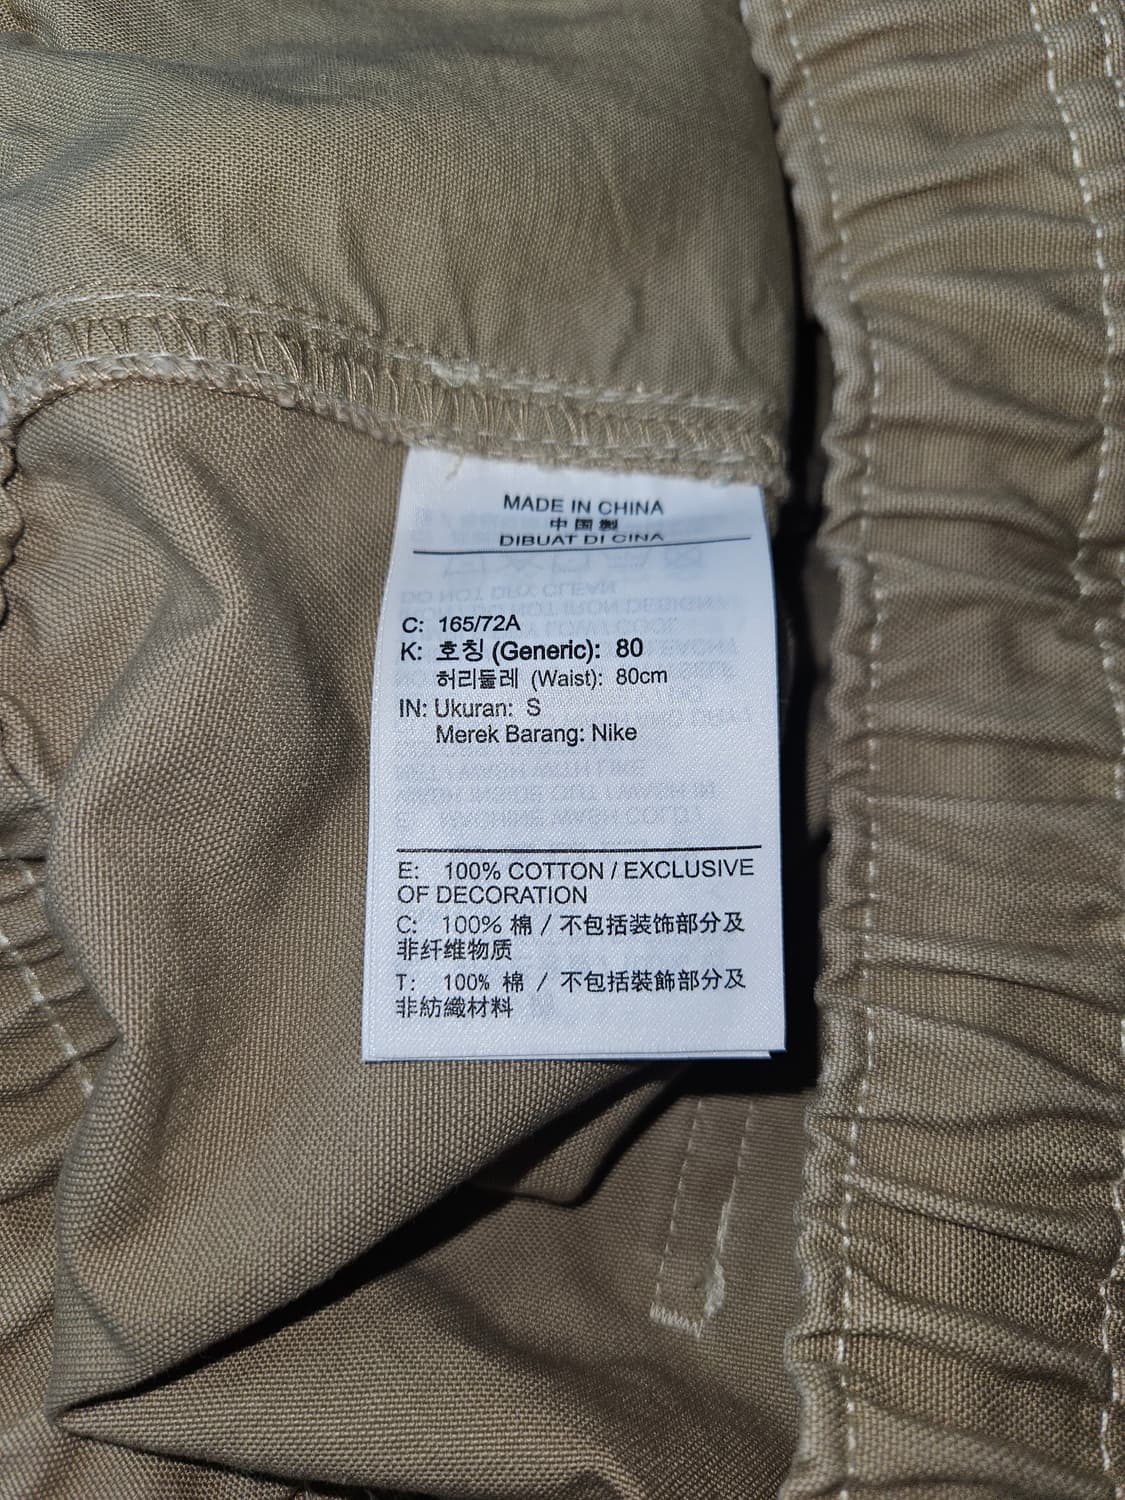 MADE IN CHINA
中国製
DIBUAT DI CINA
C: 165/72A
K: 호칭 (Generic): 80
허리둘레 (Waist): 80cm
IN: Ukuran: S
Merek Barang: Nike
E: 100% COTTON / EXCLUSIVE
OF DECORATION
C: 100% 棉 / 不包括装饰部分及
非纤维物质
T: 100% 棉 / 不包括裝飾部分及
非紡織材料